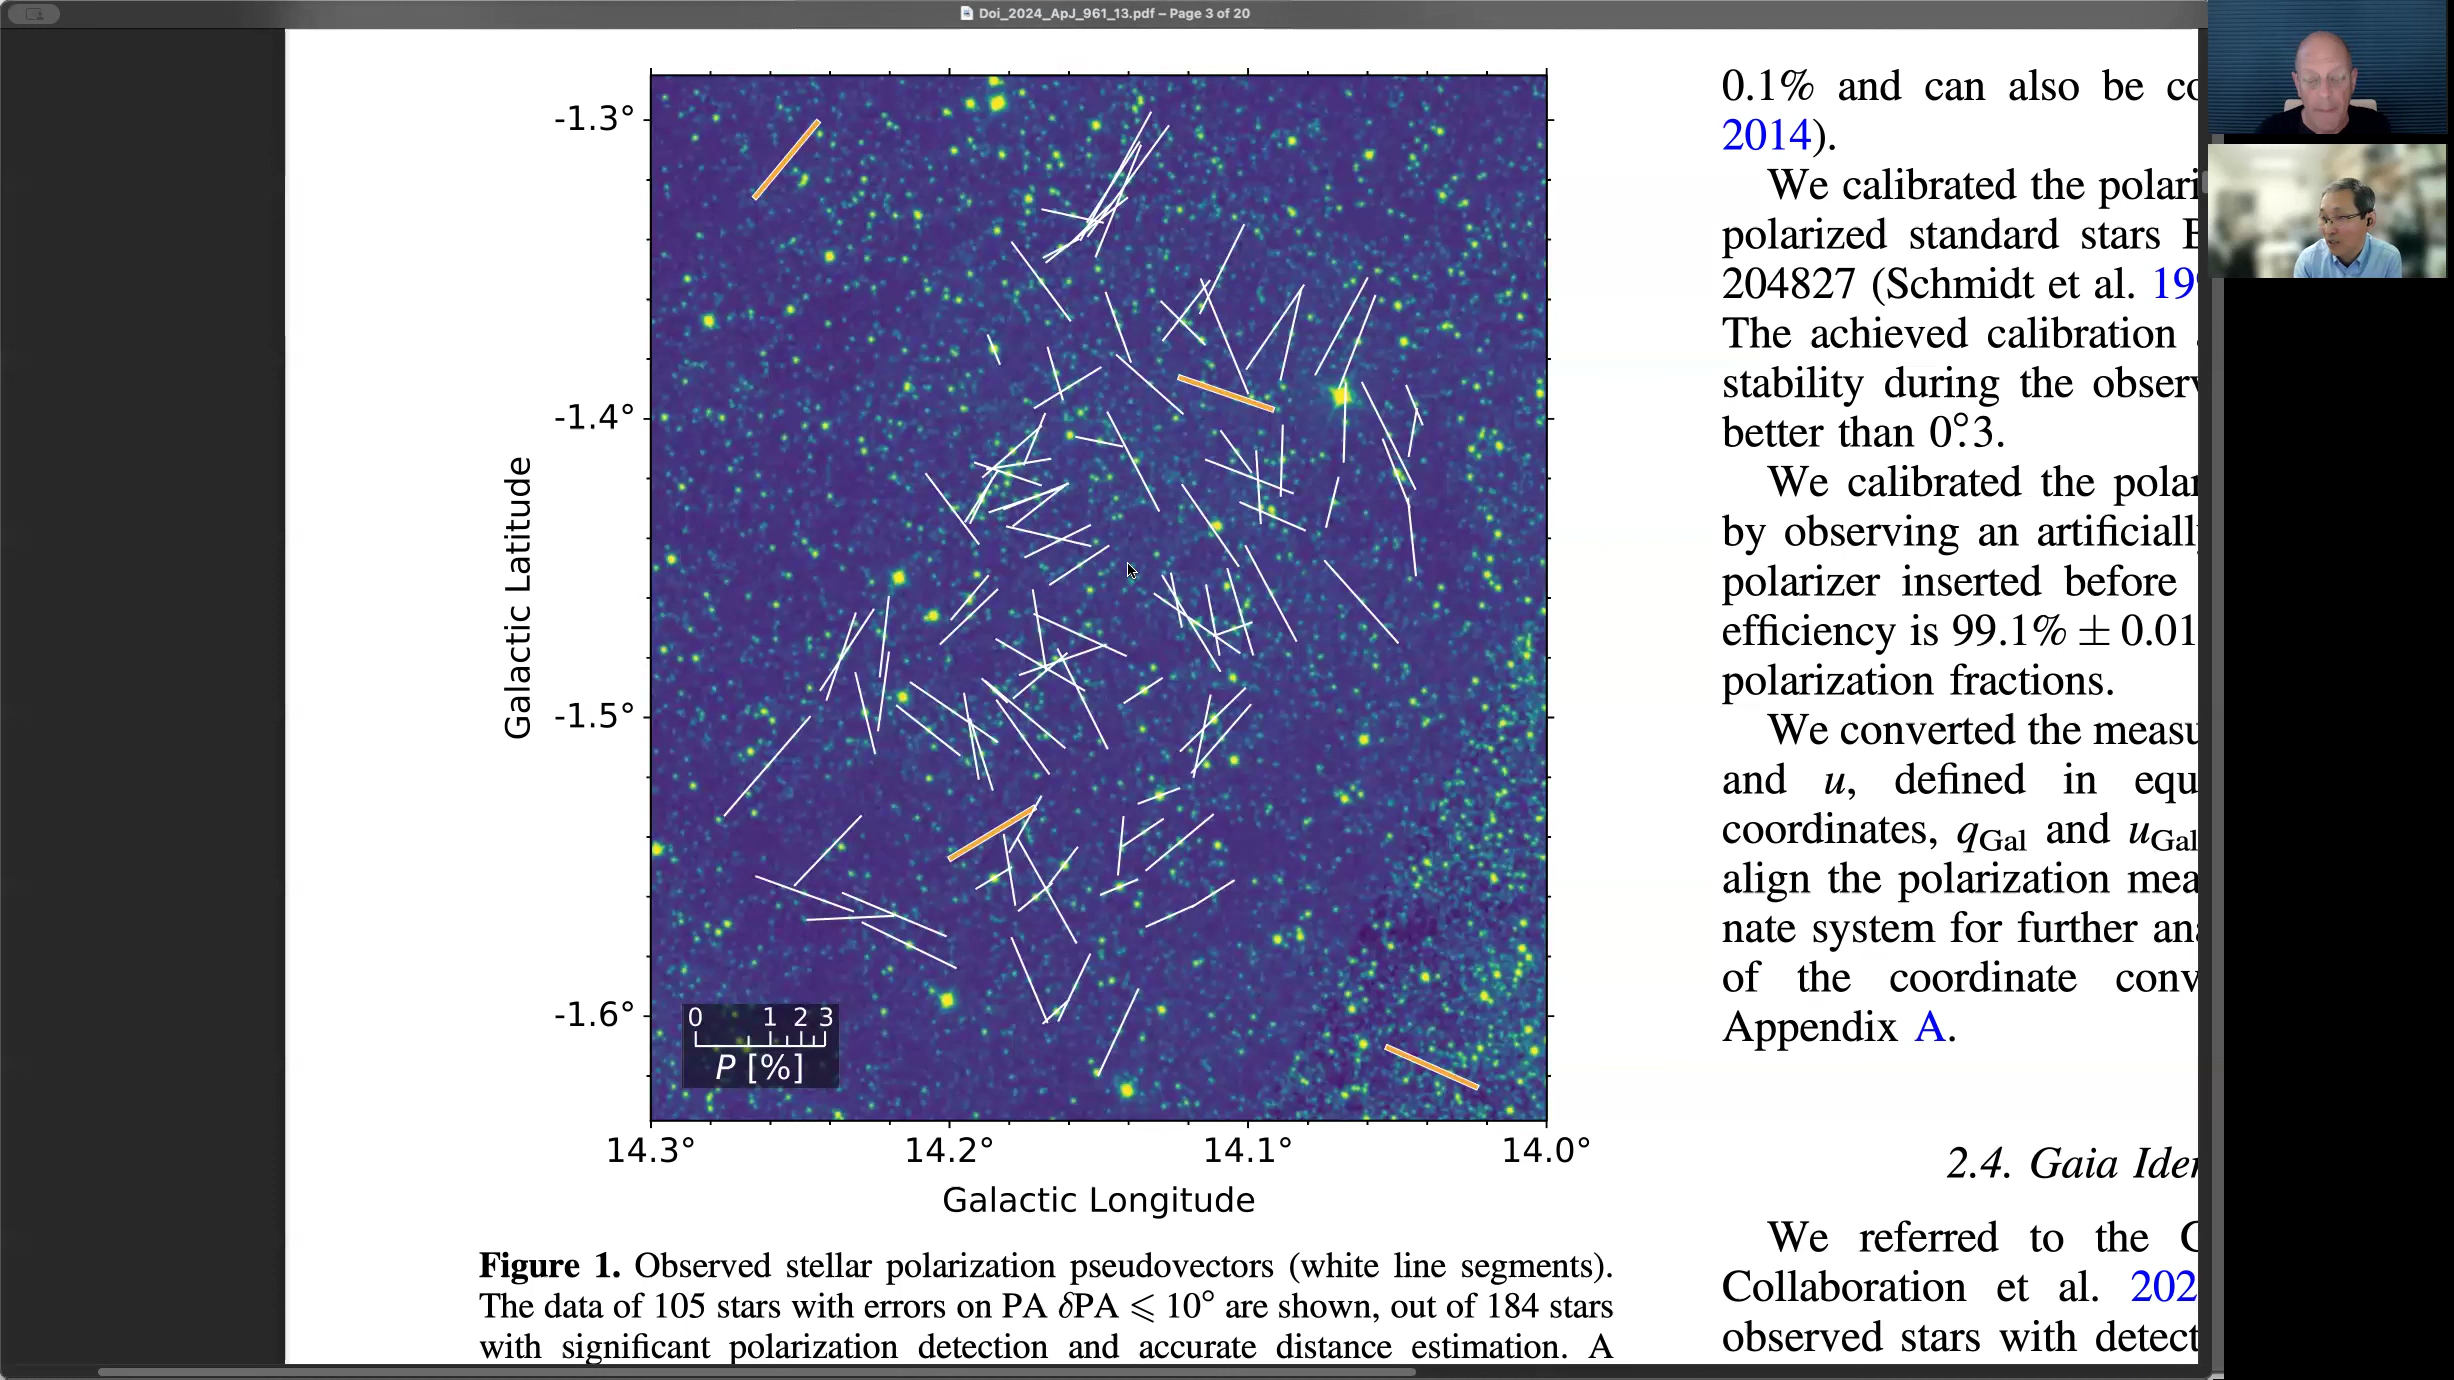 Doi_2024_ApJ_961_13.pdf – Page 3 of 20
-1.3°
-1.4°
-1.5°
-1.6°
Galactic Latitude
0 1 2 3
P [%]
14.3° 14.2° 14.1° 14.0°
Galactic Longitude
Figure 1. Observed stellar polarization pseudovectors (white line segments).
The data of 105 stars with errors on PA δPA ⩽ 10° are shown, out of 184 stars
with significant polarization detection and accurate distance estimation. A
0.1% and can also be co
2014).
We calibrated the polari
polarized standard stars B
204827 (Schmidt et al. 19
The achieved calibration
stability during the observ
better than 0°.3.
We calibrated the polar
by observing an artificiall
polarizer inserted before
efficiency is 99.1% ± 0.01
polarization fractions.
We converted the measu
and u, defined in equ
coordinates, qGal and uGal
align the polarization mea
nate system for further ana
of the coordinate conv
Appendix A.
2.4. Gaia Iden
We referred to the
Collaboration et al. 202
observed stars with detect